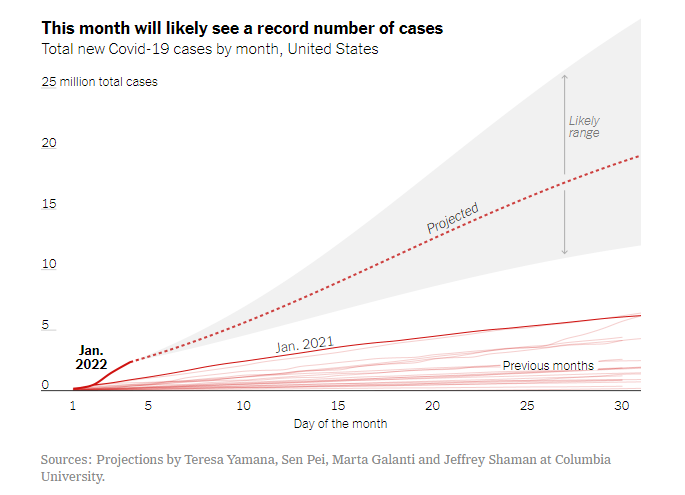 This month will likely see a record number of cases
Total new Covid-19 cases by month, United States
25 million total cases
Likely
range
20
15
Projected
10
5
Jan. 2021
Jan.
2022
Previous months
0
1 5 10 15 20 25 30
Day of the month
Sources: Projections by Teresa Yamana, Sen Pei, Marta Galanti and Jeffrey Shaman at Columbia
University.